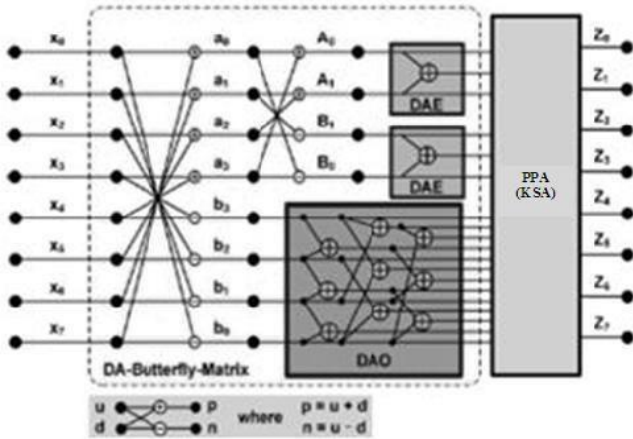 x₀ a₀ A₀ Z₀
x₁ a₁ A₁ Z₁
DAE
x₂ a₂ B₁ Z₂
x₃ a₃ B₀ Z₃
DAE
PPA
(KSA)
x₄ b₃ Z₄
x₅ b₂ Z₅
x₆ b₁ Z₆
x₇ b₀ Z₇
DAO
DA-Butterfly-Matrix
u p where p = u + d
d n n = u - d